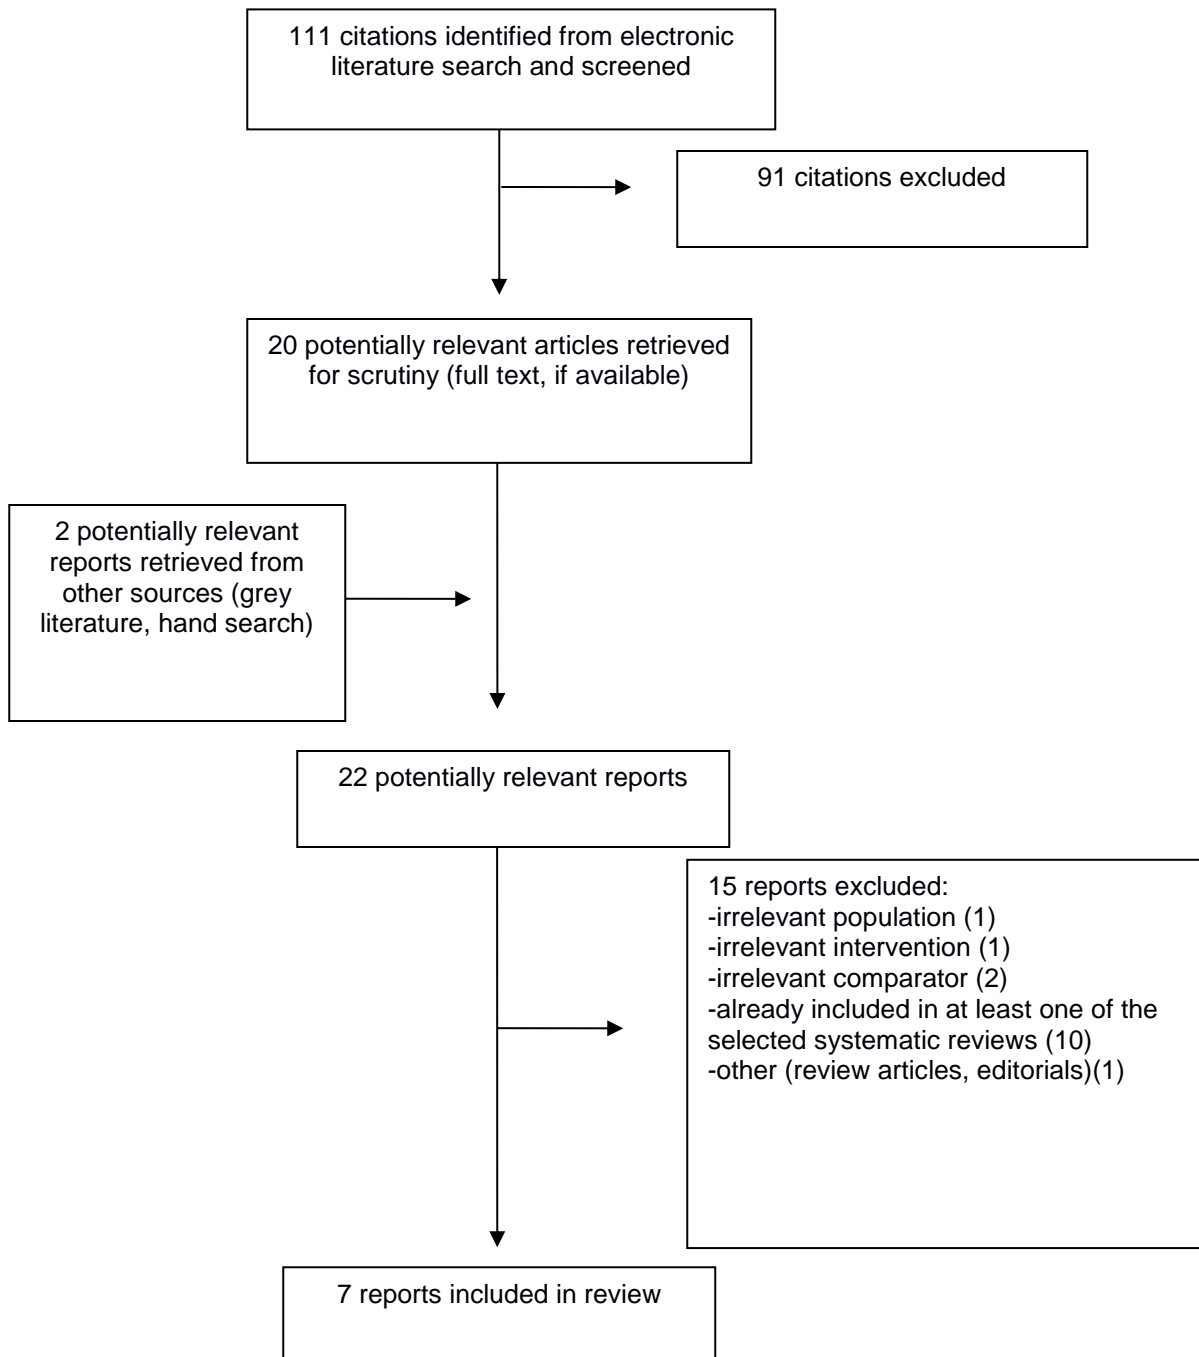 111 citations identified from electronic
literature search and screened
91 citations excluded
20 potentially relevant articles retrieved
for scrutiny (full text, if available)
2 potentially relevant
reports retrieved from
other sources (grey
literature, hand search)
22 potentially relevant reports
15 reports excluded:
-irrelevant population (1)
-irrelevant intervention (1)
-irrelevant comparator (2)
-already included in at least one of the
selected systematic reviews (10)
-other (review articles, editorials)(1)
7 reports included in review